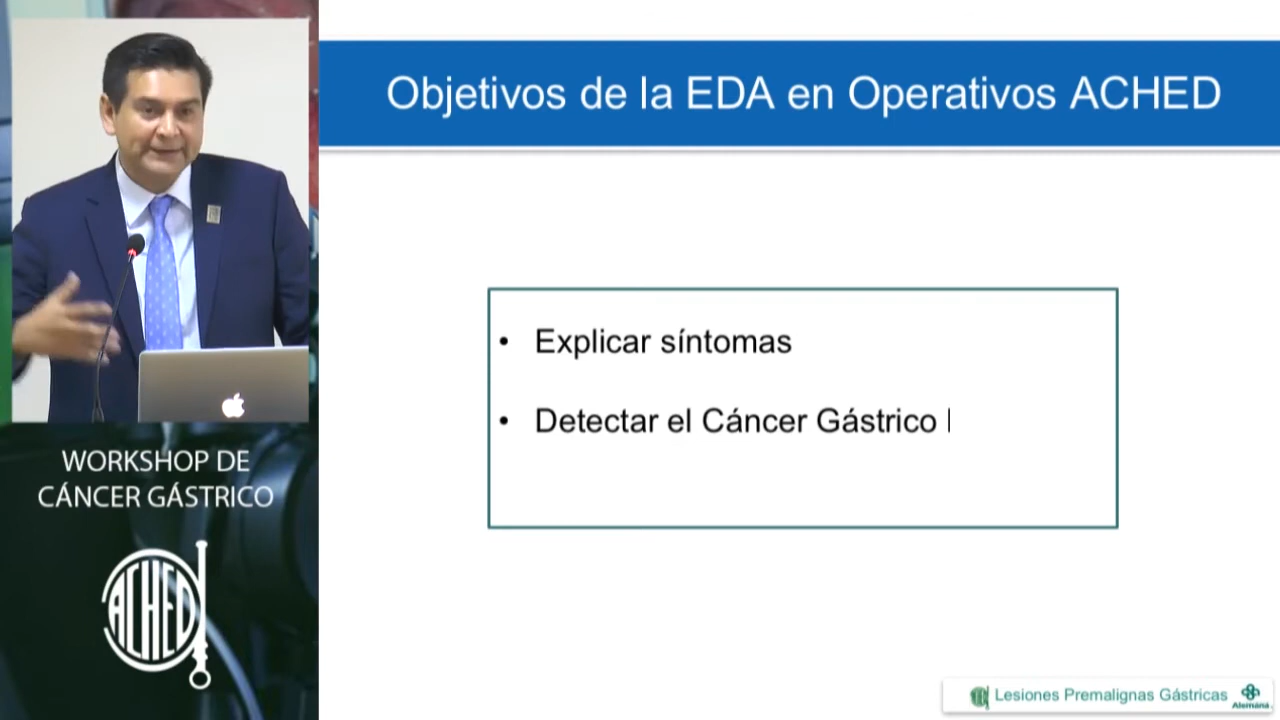 Objetivos de la EDA en Operativos ACHED
• Explicar síntomas
• Detectar el Cáncer Gástrico
WORKSHOP DE
CÁNCER GÁSTRICO
ACHED
Lesiones Premalignas Gástricas
Alemana